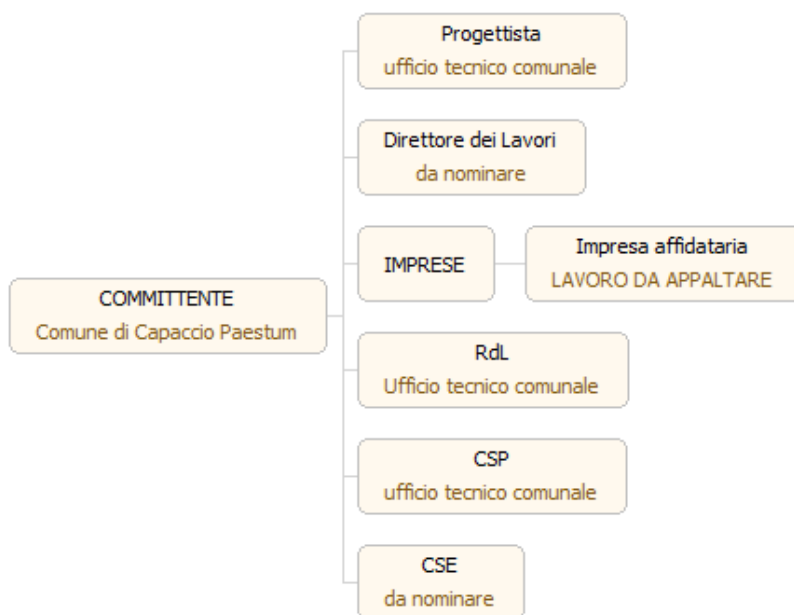 Progettista
ufficio tecnico comunale
Direttore dei Lavori
da nominare
IMPRESE
Impresa affidataria
LAVORO DA APPALTARE
COMMITTENTE
Comune di Capaccio Paestum
RdL
Ufficio tecnico comunale
CSP
ufficio tecnico comunale
CSE
da nominare